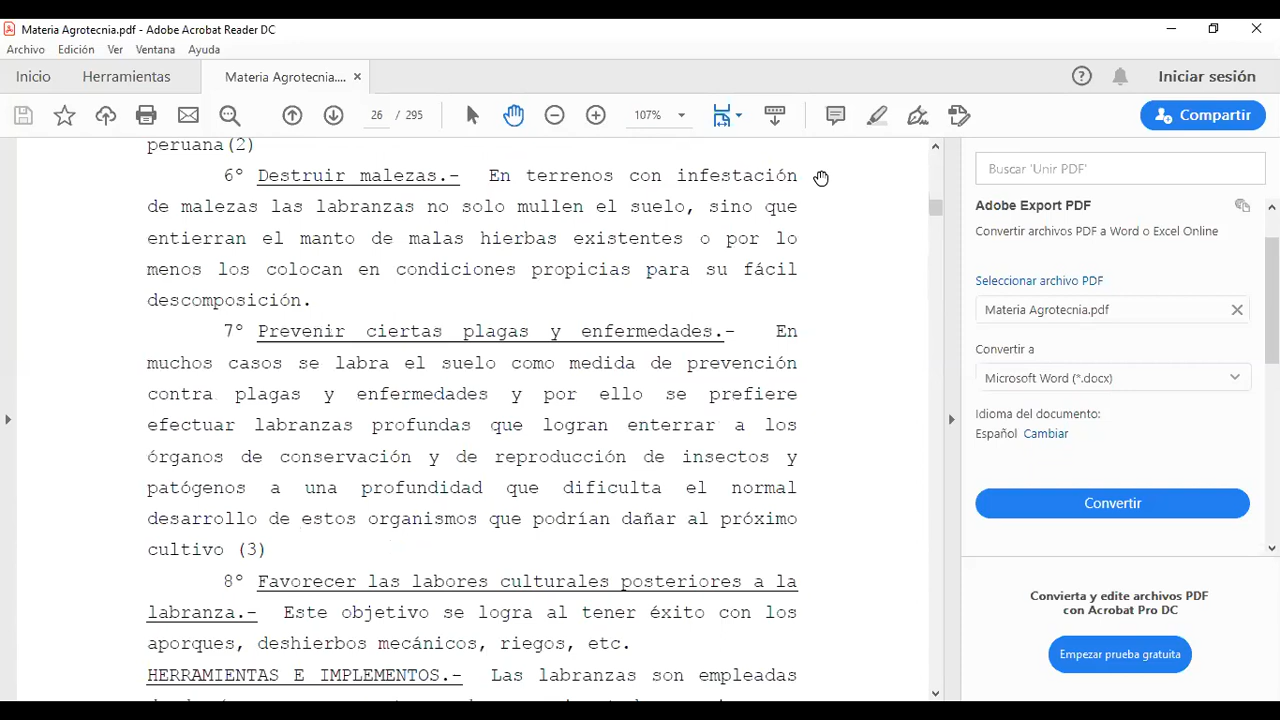 Materia Agrotecnia.pdf - Adobe Acrobat Reader DC
Archivo Edición Ver Ventana Ayuda
Inicio Herramientas Materia Agrotecnia.... ×
? Iniciar sesión
26 / 295 107% Compartir
peruana(2)
6° Destruir malezas.- En terrenos con infestación
de malezas las labranzas no solo mullen el suelo, sino que
entierran el manto de malas hierbas existentes o por lo
menos los colocan en condiciones propicias para su fácil
descomposición.
7° Prevenir ciertas plagas y enfermedades.- En
muchos casos se labra el suelo como medida de prevención
contra plagas y enfermedades y por ello se prefiere
efectuar labranzas profundas que logran enterrar a los
órganos de conservación y de reproducción de insectos y
patógenos a una profundidad que dificulta el normal
desarrollo de estos organismos que podrían dañar al próximo
cultivo (3)
8° Favorecer las labores culturales posteriores a la
labranza.- Este objetivo se logra al tener éxito con los
aporques, deshierbos mecánicos, riegos, etc.
HERRAMIENTAS E IMPLEMENTOS.- Las labranzas son empleadas
Buscar 'Unir PDF'
Adobe Export PDF
Convertir archivos PDF a Word o Excel Online
Seleccionar archivo PDF
Materia Agrotecnia.pdf
Convertir a
Microsoft Word (*.docx)
Idioma del documento:
Español Cambiar
Convertir
Convierta y edite archivos PDF
con Acrobat Pro DC
Empezar prueba gratuita